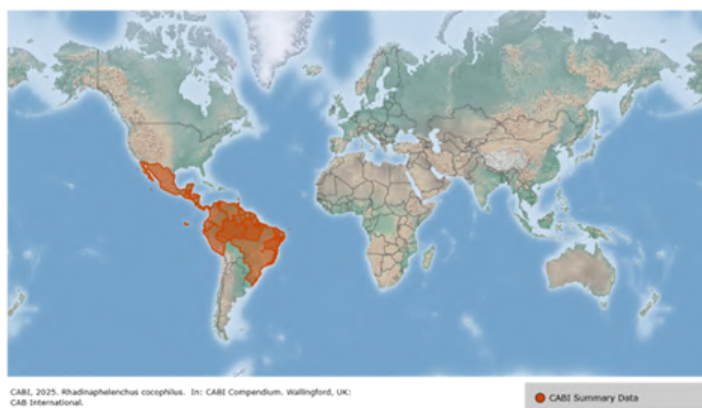 CABI, 2025. Rhadinaphelenchus cocophilus. In: CABI Compendium. Wallingford, UK:
CAB International.
CABI Summary Data